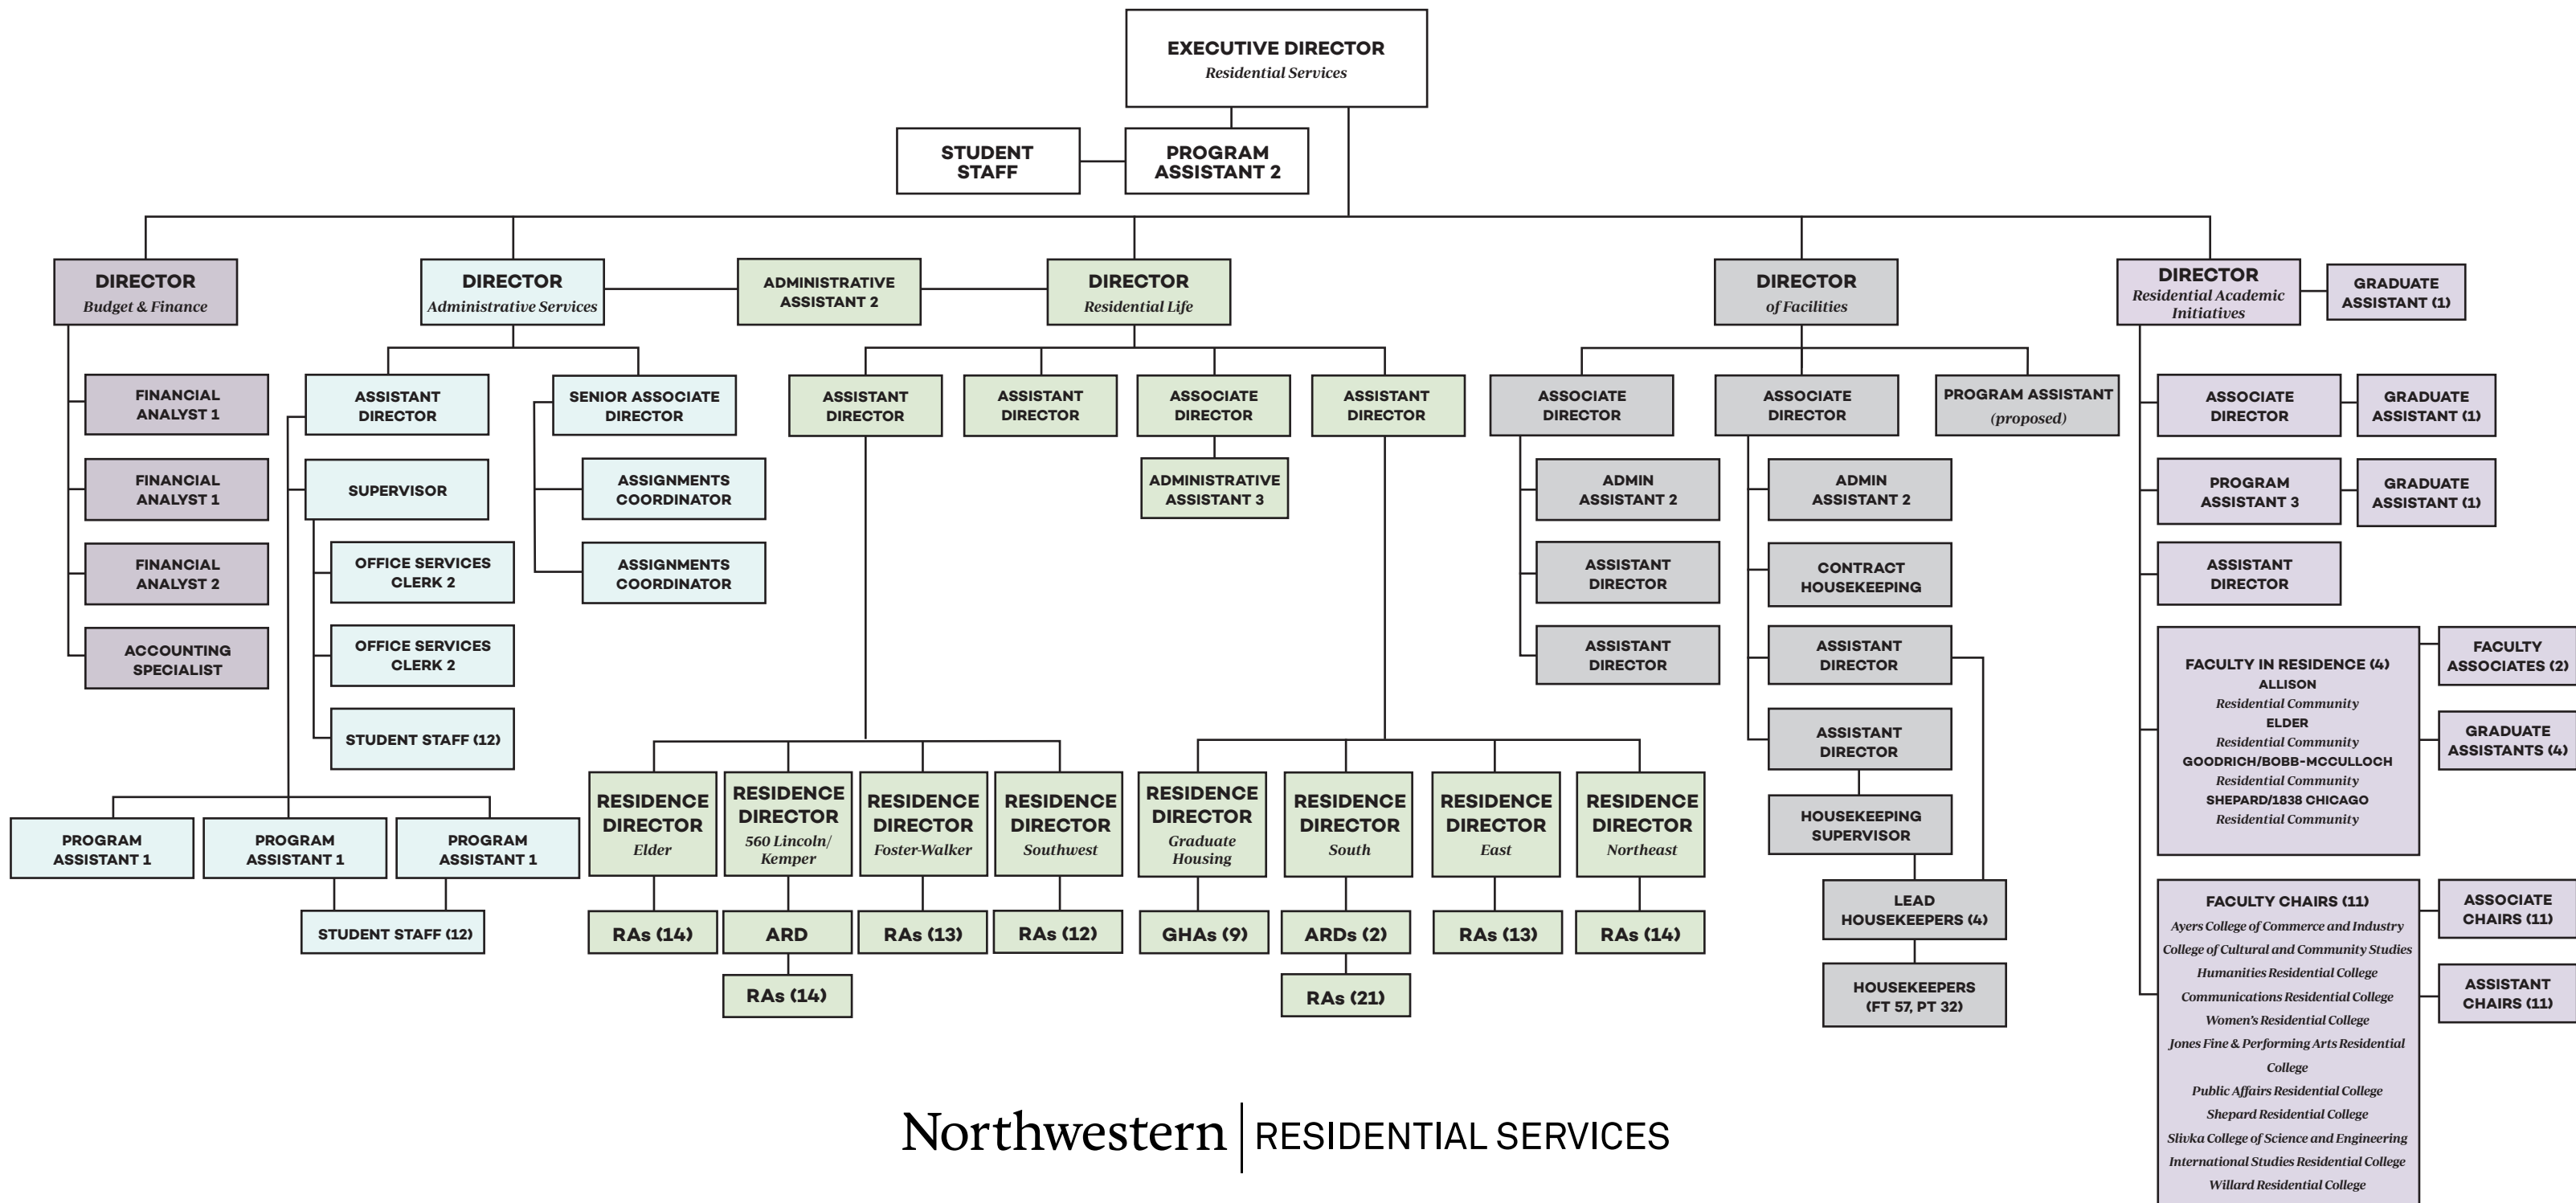 EXECUTIVE DIRECTOR
Residential Services
STUDENT
STAFF
PROGRAM
ASSISTANT 2
DIRECTOR
Budget & Finance
DIRECTOR
Administrative Services
ADMINISTRATIVE
ASSISTANT 2
DIRECTOR
Residential Life
DIRECTOR
of Facilities
DIRECTOR
Residential Academic
Initiatives
GRADUATE
ASSISTANT (1)
FINANCIAL
ANALYST 1
FINANCIAL
ANALYST 1
FINANCIAL
ANALYST 2
ACCOUNTING
SPECIALIST
ASSISTANT
DIRECTOR
SUPERVISOR
OFFICE SERVICES
CLERK 2
OFFICE SERVICES
CLERK 2
STUDENT STAFF (12)
PROGRAM
ASSISTANT 1
PROGRAM
ASSISTANT 1
PROGRAM
ASSISTANT 1
STUDENT STAFF (12)
SENIOR ASSOCIATE
DIRECTOR
ASSIGNMENTS
COORDINATOR
ASSIGNMENTS
COORDINATOR
ASSISTANT
DIRECTOR
ASSISTANT
DIRECTOR
ASSOCIATE
DIRECTOR
ADMINISTRATIVE
ASSISTANT 3
ASSISTANT
DIRECTOR
RESIDENCE
DIRECTOR
Elder
RAs (14)
RESIDENCE
DIRECTOR
560 Lincoln/
Kemper
ARD
RAs (14)
RESIDENCE
DIRECTOR
Foster-Walker
RAs (13)
RESIDENCE
DIRECTOR
Southwest
RAs (12)
RESIDENCE
DIRECTOR
Graduate
Housing
GHAs (9)
RESIDENCE
DIRECTOR
South
ARDs (2)
RAs (21)
RESIDENCE
DIRECTOR
East
RAs (13)
RESIDENCE
DIRECTOR
Northeast
RAs (14)
ASSOCIATE
DIRECTOR
ADMIN
ASSISTANT 2
ASSISTANT
DIRECTOR
ASSISTANT
DIRECTOR
ASSOCIATE
DIRECTOR
ADMIN
ASSISTANT 2
CONTRACT
HOUSEKEEPING
ASSISTANT
DIRECTOR
ASSISTANT
DIRECTOR
HOUSEKEEPING
SUPERVISOR
LEAD
HOUSEKEEPERS (4)
HOUSEKEEPERS
(FT 57, PT 32)
PROGRAM ASSISTANT
(proposed)
ASSOCIATE
DIRECTOR
GRADUATE
ASSISTANT (1)
PROGRAM
ASSISTANT 3
GRADUATE
ASSISTANT (1)
ASSISTANT
DIRECTOR
FACULTY IN RESIDENCE (4)
ALLISON
Residential Community
ELDER
Residential Community
GOODRICH/BOBB-MCCULLOCH
Residential Community
SHEPARD/1838 CHICAGO
Residential Community
FACULTY
ASSOCIATES (2)
GRADUATE
ASSISTANTS (4)
FACULTY CHAIRS (11)
Ayers College of Commerce and Industry
College of Cultural and Community Studies
Humanities Residential College
Communications Residential College
Women's Residential College
Jones Fine & Performing Arts Residential
College
Public Affairs Residential College
Shepard Residential College
Slivka College of Science and Engineering
International Studies Residential College
Willard Residential College
ASSOCIATE
CHAIRS (11)
ASSISTANT
CHAIRS (11)
Northwestern | RESIDENTIAL SERVICES